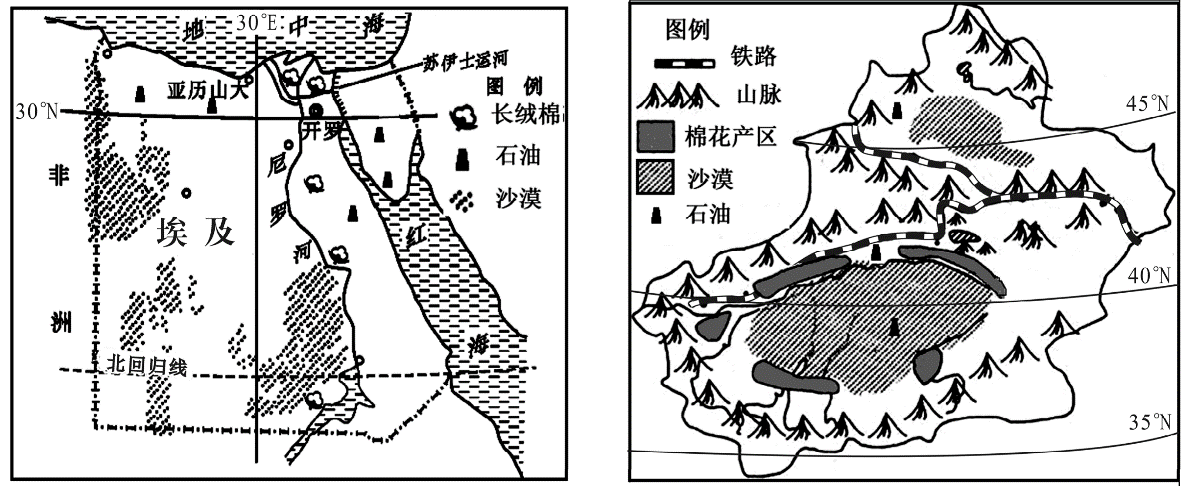 地中海
30°E
苏伊士运河
亚历山大
图例
30°N
长绒棉
开罗
石油
非洲
尼罗河
沙漠
埃及
红海
北回归线
图例
铁路
山脉
45°N
棉花产区
沙漠
石油
40°N
35°N